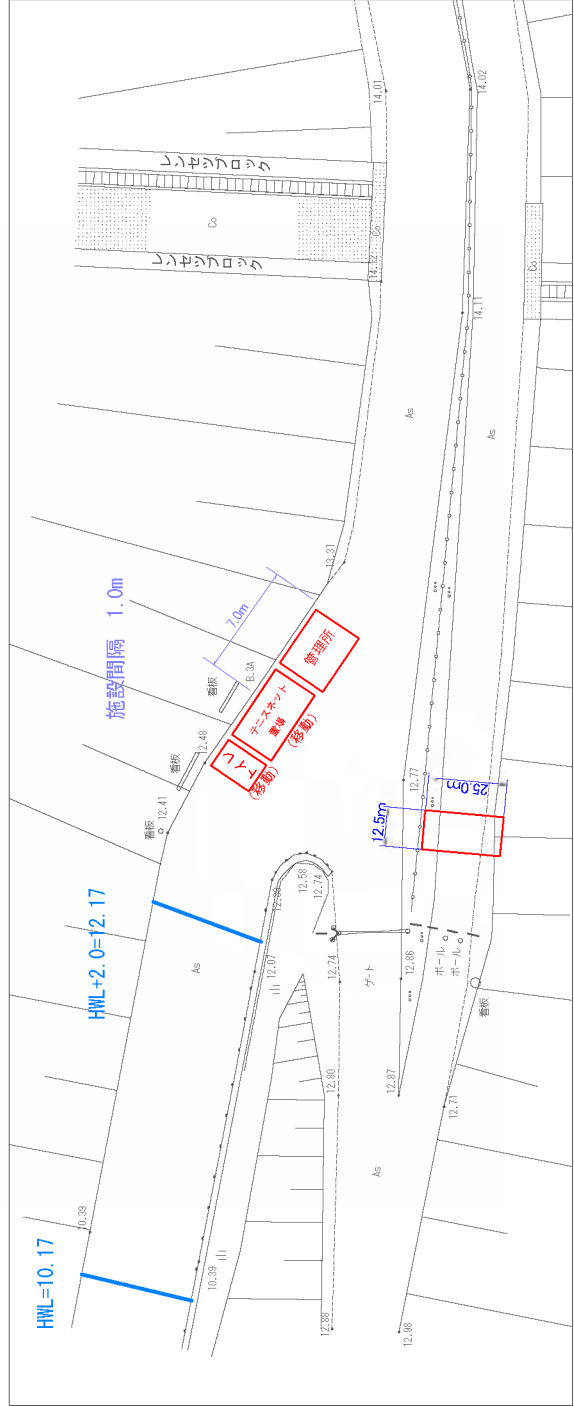 HWL=10.17
HWL+2.0=12.17
施設間隔 1.0m
7.0m
看板
B.3A
看板
12.48
看板
12.41
トイレ
(移動)
テニスネット
置場
(移動)
管理所
13.31
14.01
14.02
レンセツブロック
Co
レンセツブロック
14.12
Co
14.11
Co
As
As
12.77
12.5m
25.0m
12.58
12.74
12.07
As
12.74
ゲート
12.86
ポール
ポール
看板
12.80
12.87
12.71
As
10.39
10.39
12.88
12.98